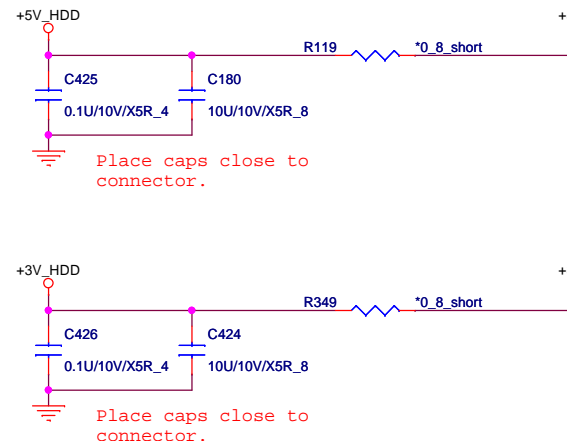 +5V_HDD
+
R119
*0_8_short
C425
C180
0.1U/10V/X5R_4
10U/10V/X5R_8
Place caps close to
connector.
+3V_HDD
+
R349
*0_8_short
C426
C424
0.1U/10V/X5R_4
10U/10V/X5R_8
Place caps close to
connector.